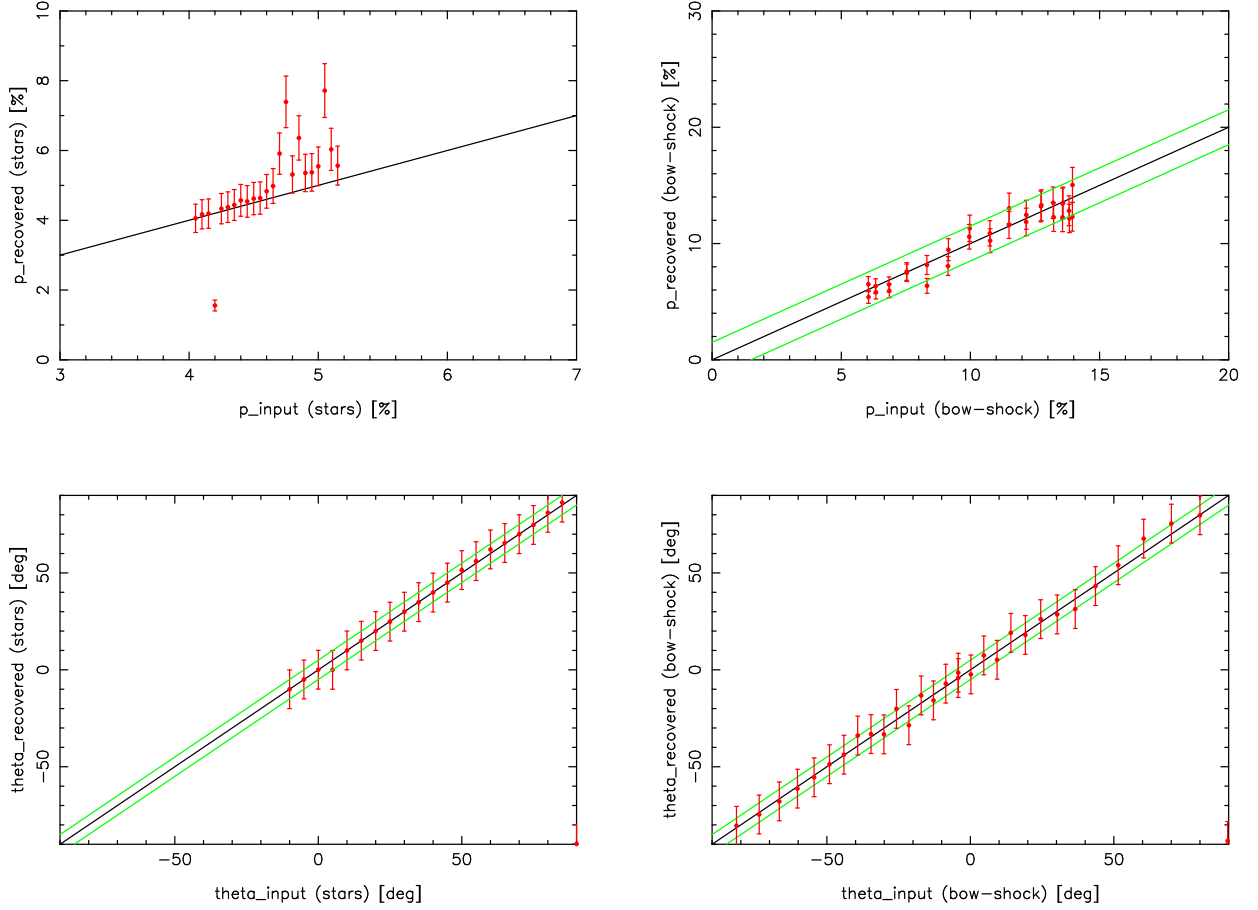 10
8
6
4
2
0
p_recovered (stars) [%]
3 4 5 6 7
p_input (stars) [%]
30
20
10
0
p_recovered (bow-shock) [%]
0 5 10 15 20
p_input (bow-shock) [%]
50
0
-50
theta_recovered (stars) [deg]
-50 0 50
theta_input (stars) [deg]
50
0
-50
theta_recovered (bow-shock) [deg]
-50 0 50
theta_input (bow-shock) [deg]